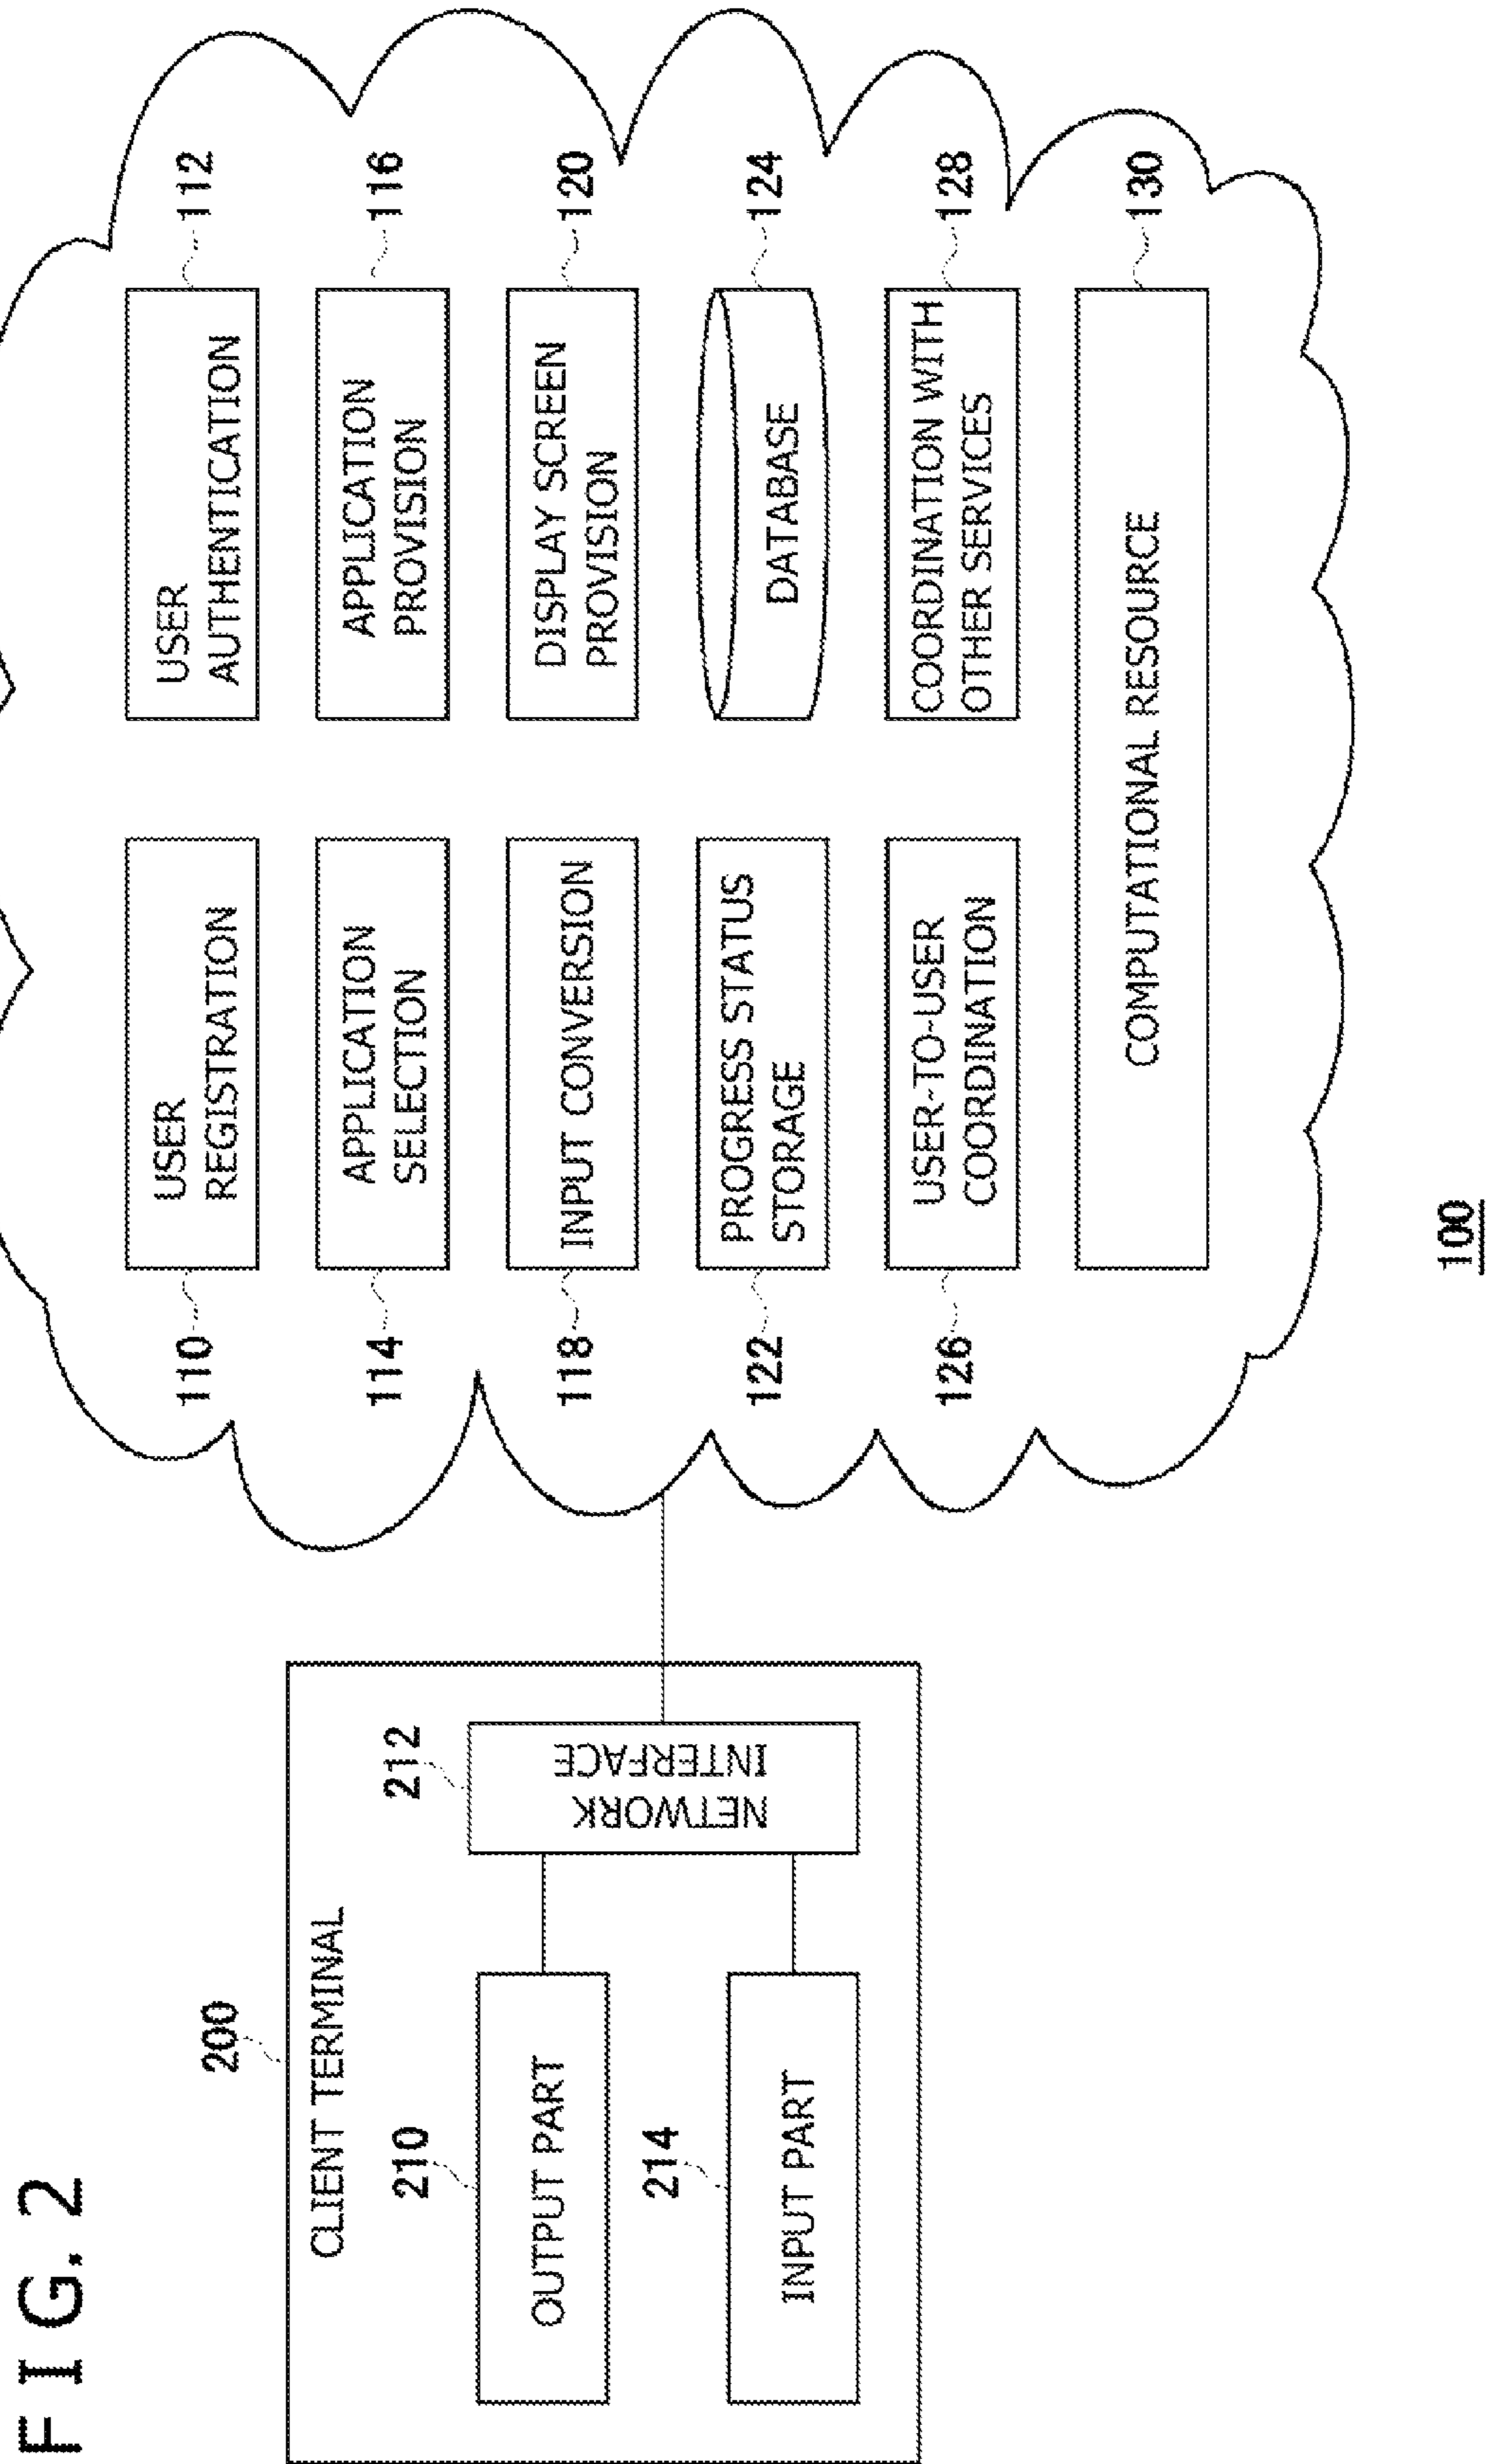 FIG. 2
200
CLIENT TERMINAL
210
OUTPUT PART
214
INPUT PART
212
NETWORK
INTERFACE
110
USER
REGISTRATION
112
USER
AUTHENTICATION
114
APPLICATION
SELECTION
116
APPLICATION
PROVISION
118
INPUT CONVERSION
120
DISPLAY SCREEN
PROVISION
122
PROGRESS STATUS
STORAGE
124
DATABASE
126
USER-TO-USER
COORDINATION
128
COORDINATION WITH
OTHER SERVICES
130
COMPUTATIONAL RESOURCE
100